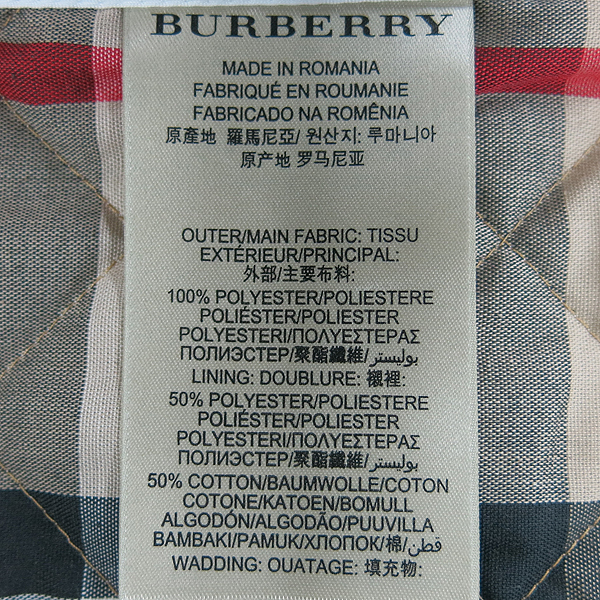 BURBERRY
MADE IN ROMANIA
FABRIQUÉ EN ROUMANIE
FABRICADO NA ROMÊNIA
原產地 羅馬尼亞/ 원산지: 루마니아
原产地 罗马尼亚
OUTER/MAIN FABRIC: TISSU
EXTÉRIEUR/PRINCIPAL:
外部/主要布料:
100% POLYESTER/POLIESTERE
POLIÉSTER/POLIESTER
POLYESTERI/ΠΟΛΥΕΣΤΕΡΑΣ
ПОЛИЭСТЕР/聚酯纖維/بوليستر
LINING: DOUBLURE: 襯裡:
50% POLYESTER/POLIESTERE
POLIÉSTER/POLIESTER
POLYESTERI/ΠΟΛΥΕΣΤΕΡΑΣ
ПОЛИЭСТЕР/聚酯纖維/بوليستر
50% COTTON/BAUMWOLLE/COTON
COTONE/KATOEN/BOMULL
ALGODÓN/ALGODÃO/PUUVILLA
BAMBAKI/PAMUK/ХЛОПОК/棉/قطن
WADDING: OUATAGE: 填充物: